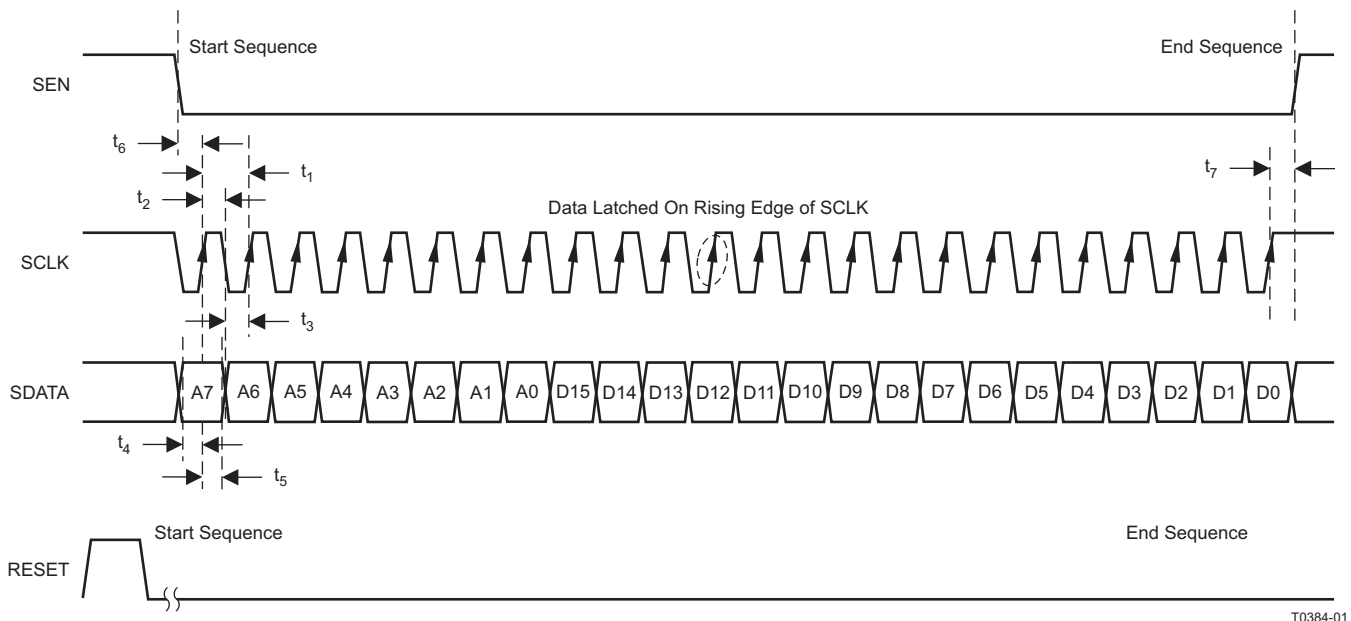 Start Sequence
End Sequence
SEN
t6
t1
t7
t2
Data Latched On Rising Edge of SCLK
SCLK
t3
SDATA
A7 A6 A5 A4 A3 A2 A1 A0 D15 D14 D13 D12 D11 D10 D9 D8 D7 D6 D5 D4 D3 D2 D1 D0
t4
t5
Start Sequence
End Sequence
RESET
T0384-01